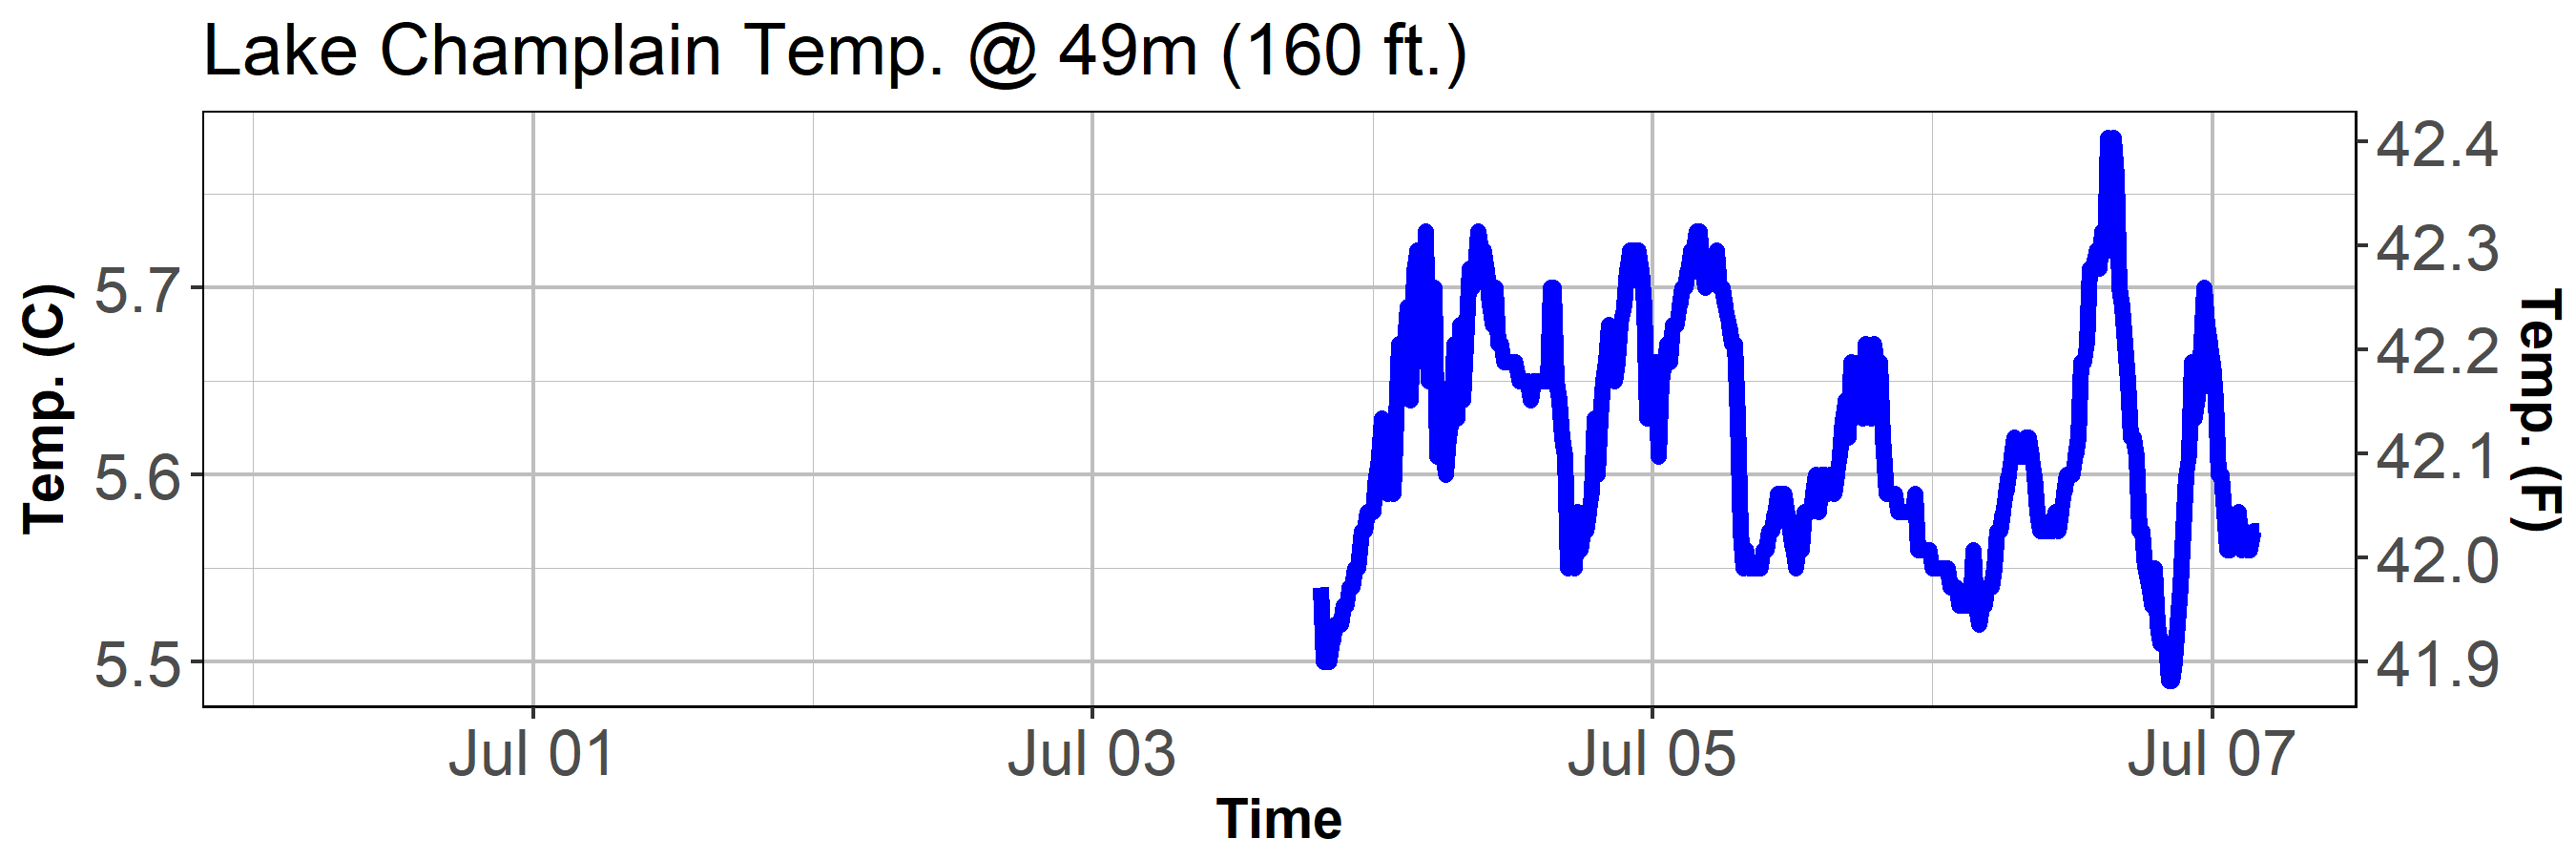 Lake Champlain Temp. @ 49m (160 ft.)
Temp. (C)
5.7
5.6
5.5
42.4
42.3
42.2
42.1
42.0
41.9
Temp. (F)
Jul 01 Jul 03 Jul 05 Jul 07
Time